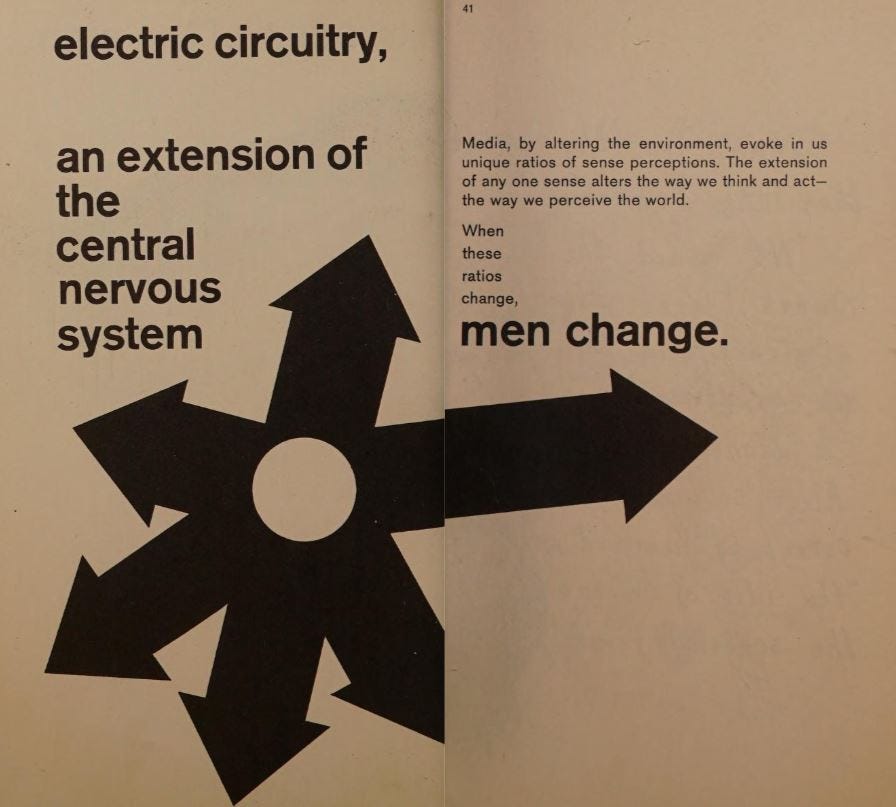 electric circuitry,
an extension of
the
central
nervous
system
41
Media, by altering the environment, evoke in us
unique ratios of sense perceptions. The extension
of any one sense alters the way we think and act—
the way we perceive the world.
When
these
ratios
change,
men change.